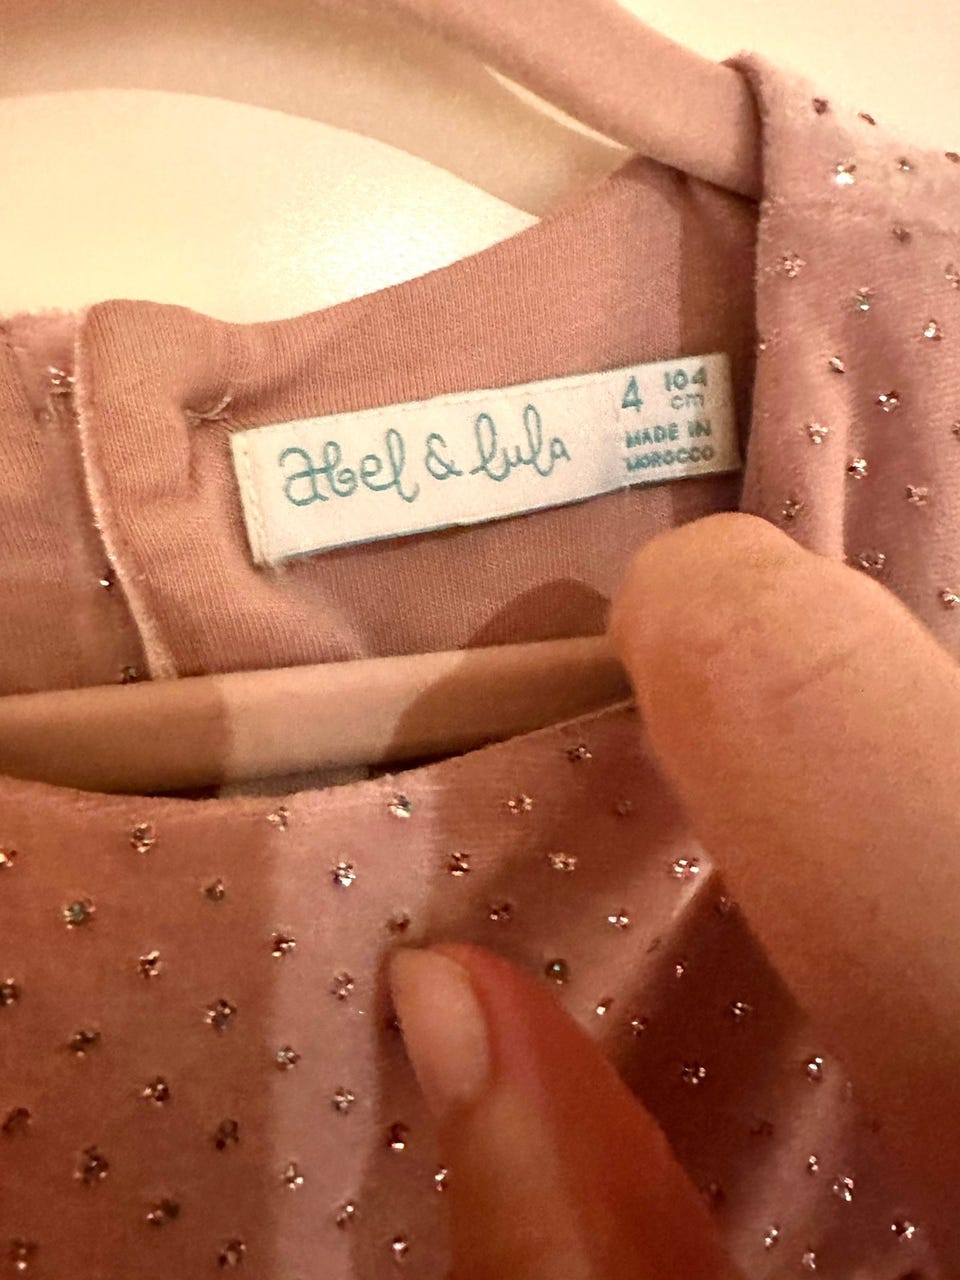 Abel & lula
4 104
cm
MADE IN
MOROCCO